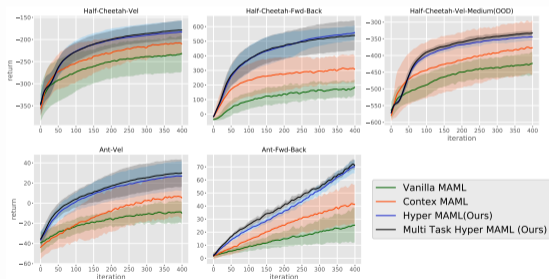 Half-Cheetah-Vel
Half-Cheetah-Fwd-Back
Half-Cheetah-Vel-Medium(OOD)
return
−150
−200
−250
−300
−350
0 50 100 150 200 250 300 350 400
600
500
400
300
200
100
0
0 50 100 150 200 250 300 350 400
−300
−350
−400
−450
−500
−550
−600
0 50 100 150 200 250 300 350 400
iteration
Ant-Vel
Ant-Fwd-Back
return
40
20
0
−20
−40
−60
0 50 100 150 200 250 300 350 400
iteration
70
60
50
40
30
20
10
0
0 50 100 150 200 250 300 350 400
iteration
Vanilla MAML
Contex MAML
Hyper MAML(Ours)
Multi Task Hyper MAML (Ours)